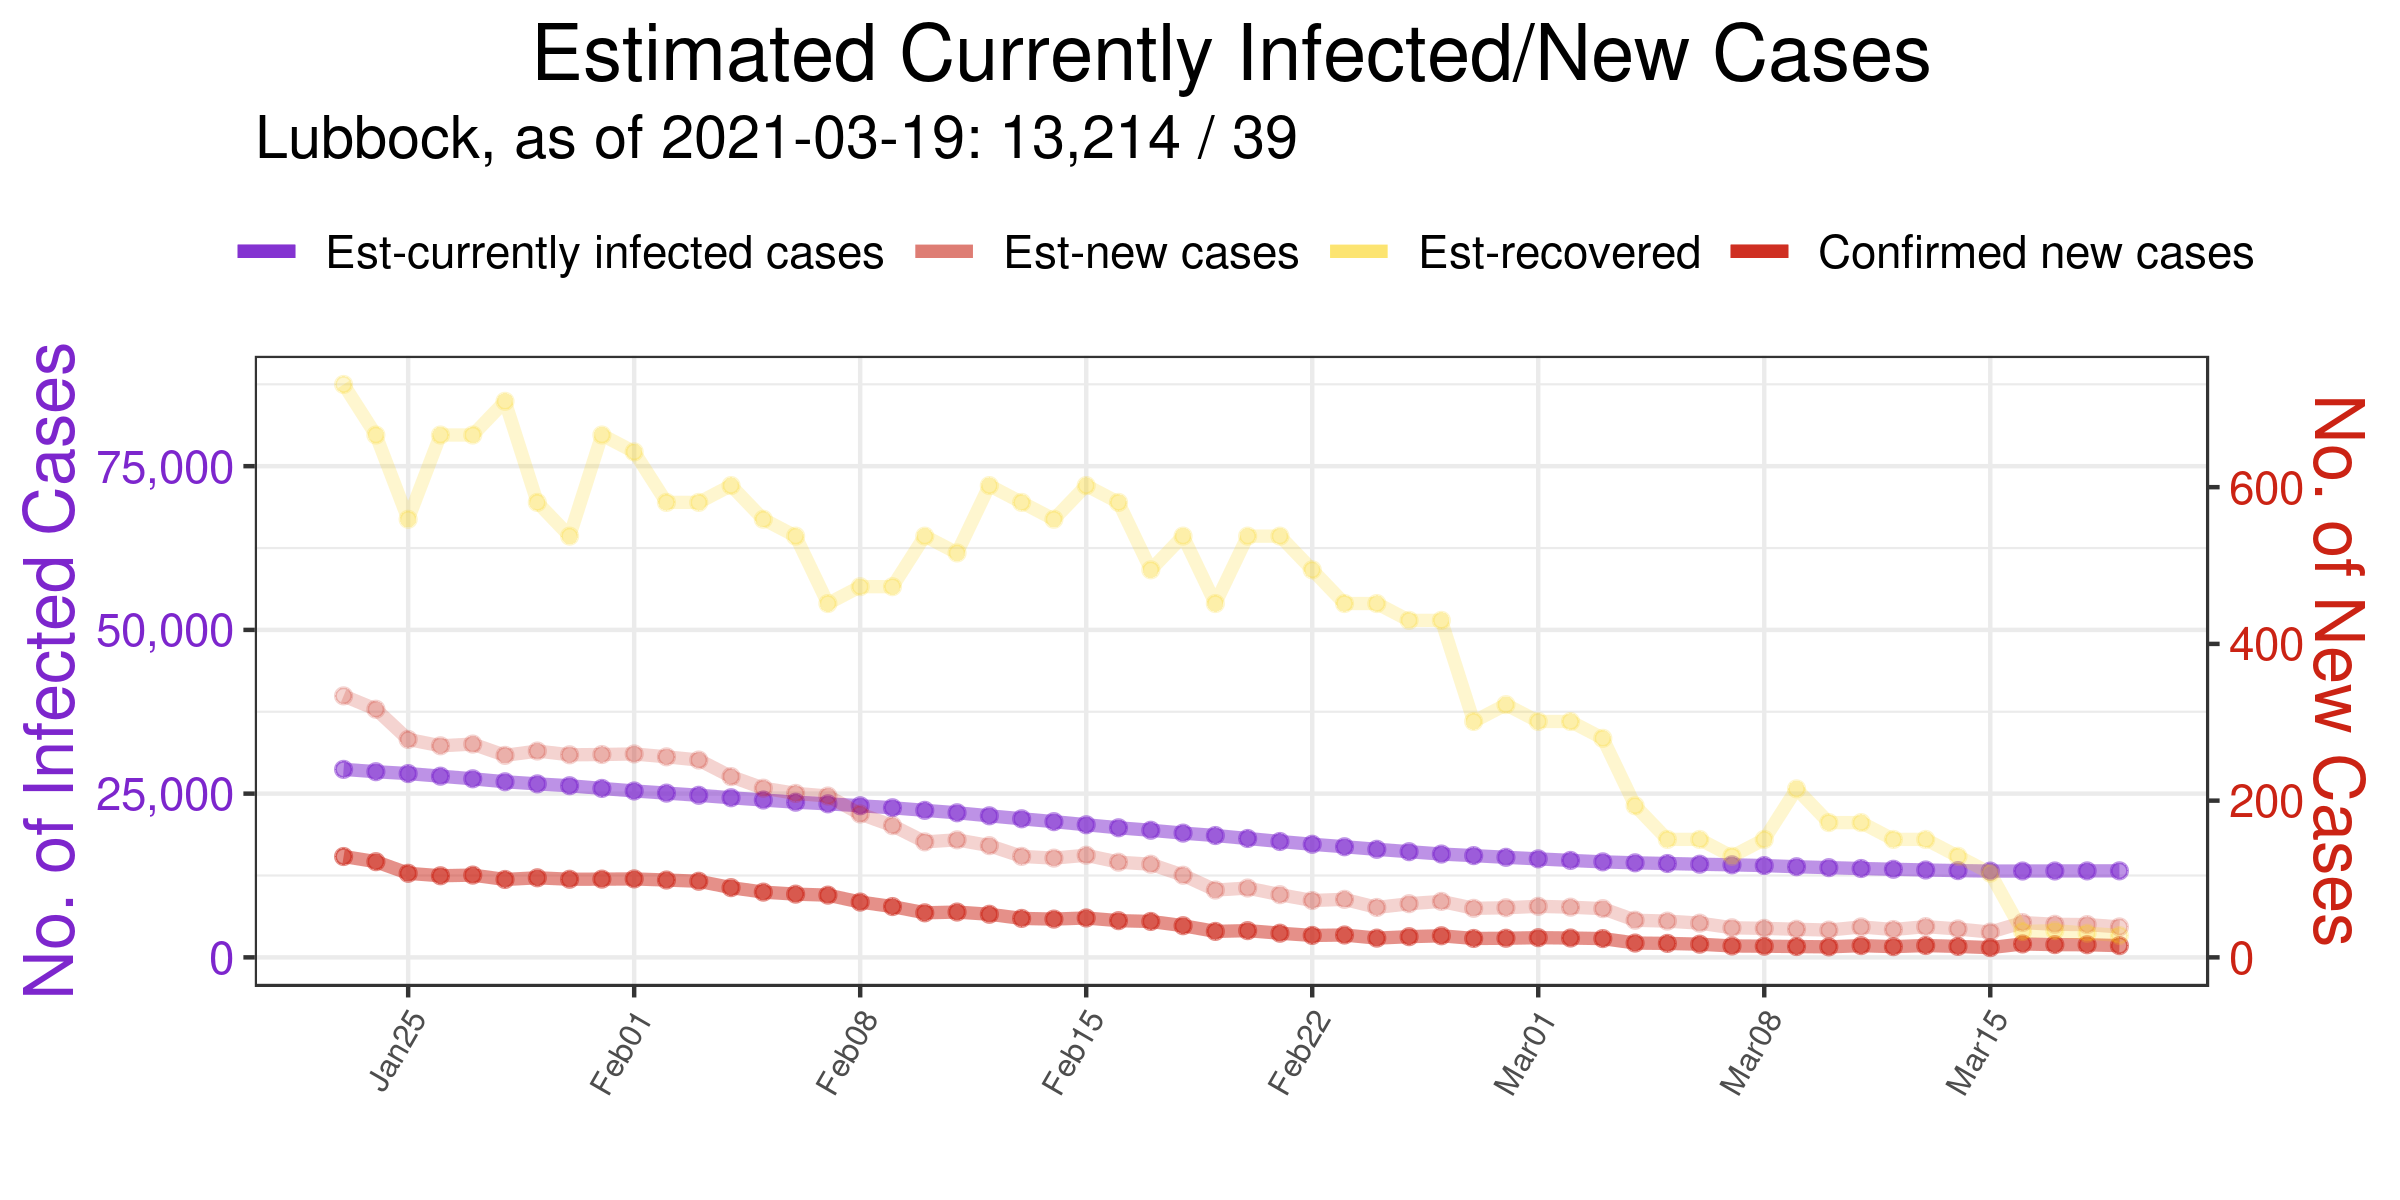 Estimated Currently Infected/New Cases
Lubbock, as of 2021-03-19: 13,214 / 39
Est-currently infected cases Est-new cases Est-recovered Confirmed new cases
No. of Infected Cases
75,000
50,000
25,000
0
600
400
200
0
No. of New Cases
Jan25 Feb01 Feb08 Feb15 Feb22 Mar01 Mar08 Mar15